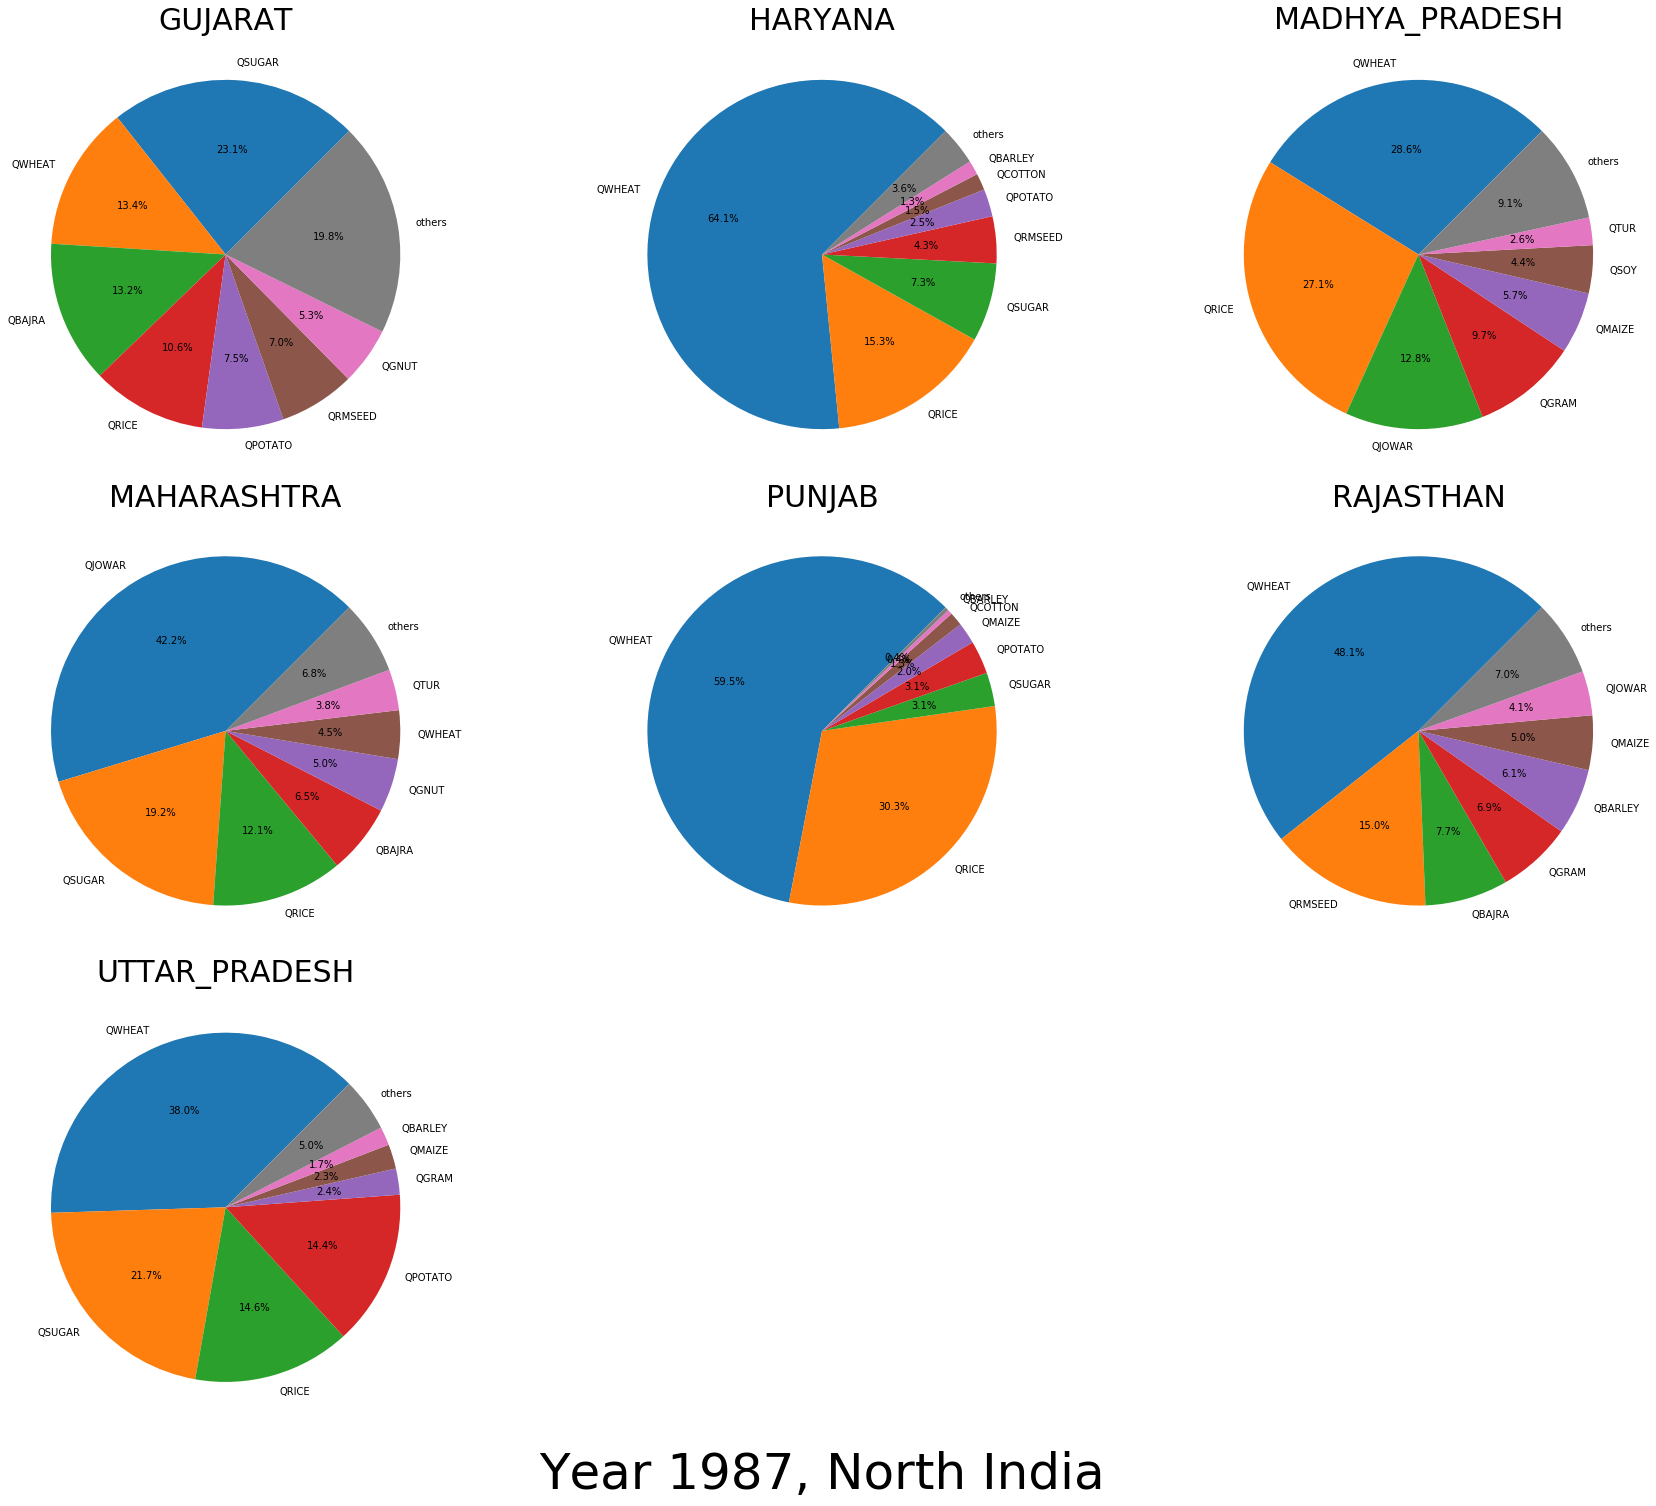 GUJARAT
QSUGAR
23.1%
QWHEAT
13.4%
QBAJRA
13.2%
QRICE
10.6%
QPOTATO
7.5%
QRMSEED
7.0%
QGNUT
5.3%
others
19.8%
HARYANA
QWHEAT
64.1%
QRICE
15.3%
QSUGAR
7.3%
QRMSEED
4.3%
QPOTATO
2.5%
QCOTTON
1.5%
QBARLEY
1.3%
others
3.6%
MADHYA_PRADESH
QWHEAT
28.6%
QRICE
27.1%
QJOWAR
12.8%
QGRAM
9.7%
QMAIZE
5.7%
QSOY
4.4%
QTUR
2.6%
others
9.1%
MAHARASHTRA
QJOWAR
42.2%
QSUGAR
19.2%
QRICE
12.1%
QBAJRA
6.5%
QGNUT
5.0%
QWHEAT
4.5%
QTUR
3.8%
others
6.8%
PUNJAB
QWHEAT
59.5%
QRICE
30.3%
QSUGAR
3.1%
QPOTATO
3.1%
QMAIZE
2.0%
QCOTTON
QBARLEY
others
0.4%
RAJASTHAN
QWHEAT
48.1%
QRMSEED
15.0%
QBAJRA
7.7%
QGRAM
6.9%
QBARLEY
6.1%
QMAIZE
5.0%
QJOWAR
4.1%
others
7.0%
UTTAR_PRADESH
QWHEAT
38.0%
QSUGAR
21.7%
QRICE
14.6%
QPOTATO
14.4%
QGRAM
2.4%
QMAIZE
2.3%
QBARLEY
1.7%
others
5.0%
Year 1987, North India